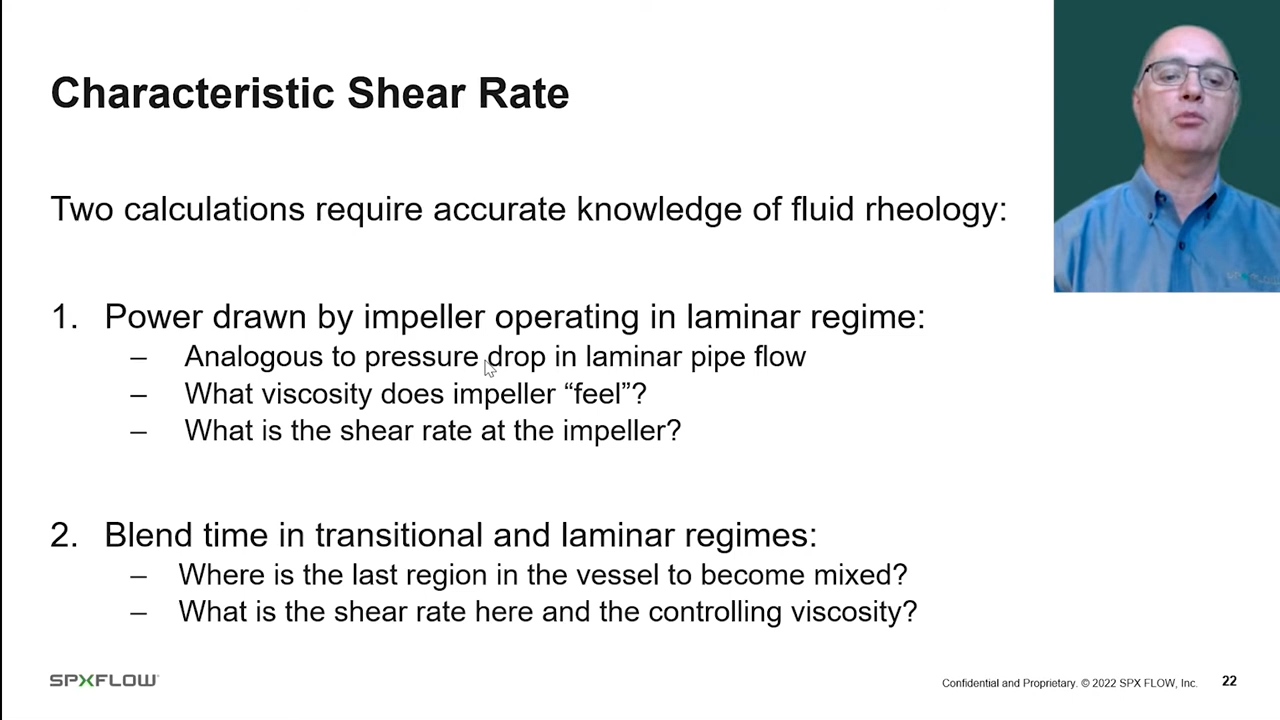 Characteristic Shear Rate
Two calculations require accurate knowledge of fluid rheology:
1. Power drawn by impeller operating in laminar regime:
– Analogous to pressure drop in laminar pipe flow
– What viscosity does impeller “feel”?
– What is the shear rate at the impeller?
2. Blend time in transitional and laminar regimes:
– Where is the last region in the vessel to become mixed?
– What is the shear rate here and the controlling viscosity?
SPXFLOW
Confidential and Proprietary. © 2022 SPX FLOW, Inc. 22